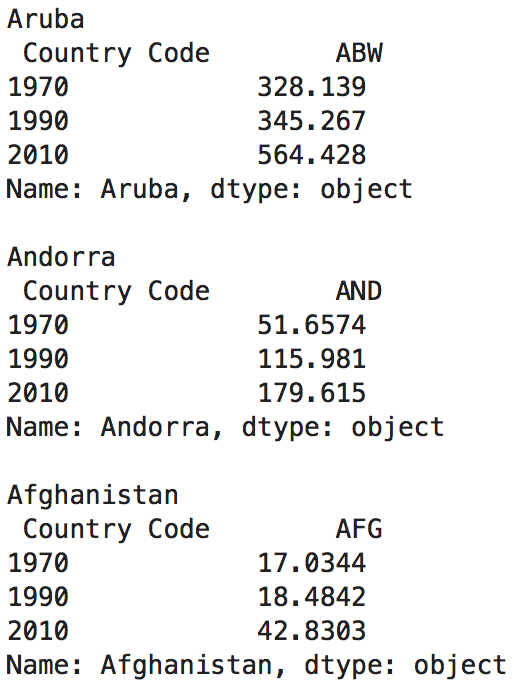 Aruba
Country Code ABW
1970 328.139
1990 345.267
2010 564.428
Name: Aruba, dtype: object
Andorra
Country Code AND
1970 51.6574
1990 115.981
2010 179.615
Name: Andorra, dtype: object
Afghanistan
Country Code AFG
1970 17.0344
1990 18.4842
2010 42.8303
Name: Afghanistan, dtype: object